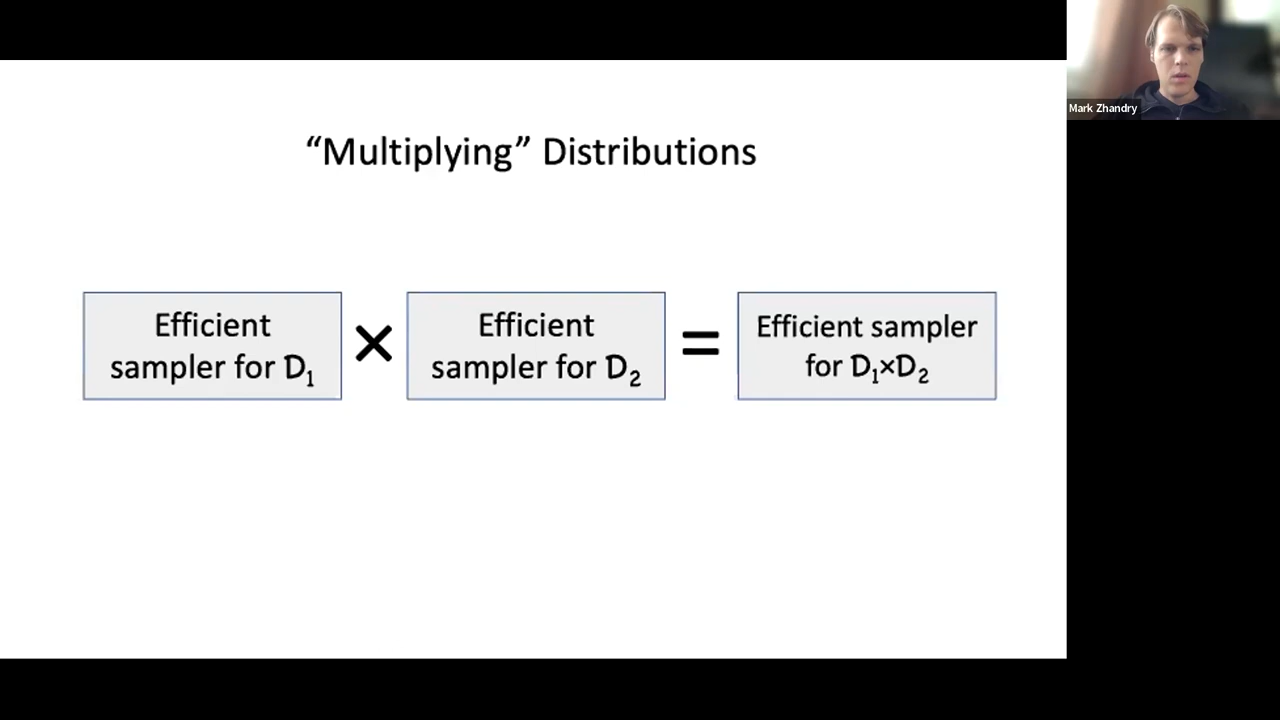 Mark Zhandry
“Multiplying” Distributions
Efficient
sampler for D₁
×
Efficient
sampler for D₂
=
Efficient sampler
for D₁×D₂